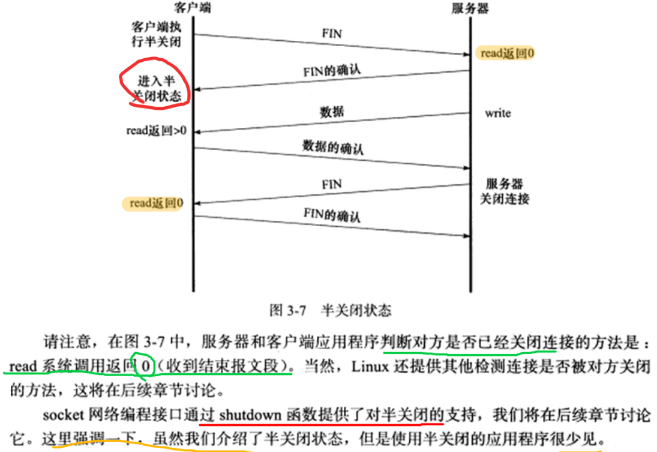 客户端
服务器
客户端执
行半关闭
FIN
read返回0
FIN的确认
进入半
关闭状态
数据
write
read返回>0
数据的确认
FIN
服务器
关闭连接
read返回0
FIN的确认
图 3-7 半关闭状态
请注意，在图 3-7 中，服务器和客户端应用程序判断对方是否已经关闭连接的方法是：
read 系统调用返回 0（收到结束报文段）。当然，Linux 还提供其他检测连接是否被对方关闭
的方法，这将在后续章节讨论。
socket 网络编程接口通过 shutdown 函数提供了对半关闭的支持，我们将在后续章节讨论
它。这里强调一下，虽然我们介绍了半关闭状态，但是使用半关闭的应用程序很少见。